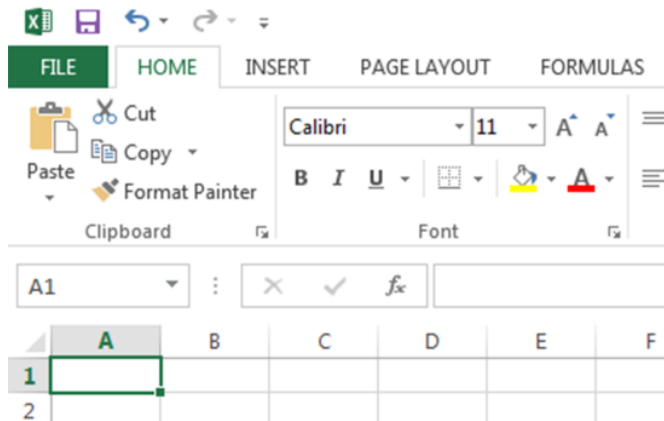 FILE HOME INSERT PAGE LAYOUT FORMULAS
Cut
Calibri 11 A A
Copy
Paste
Format Painter
B I U A
Clipboard Font
A1 fx
A B C D E F
1
2